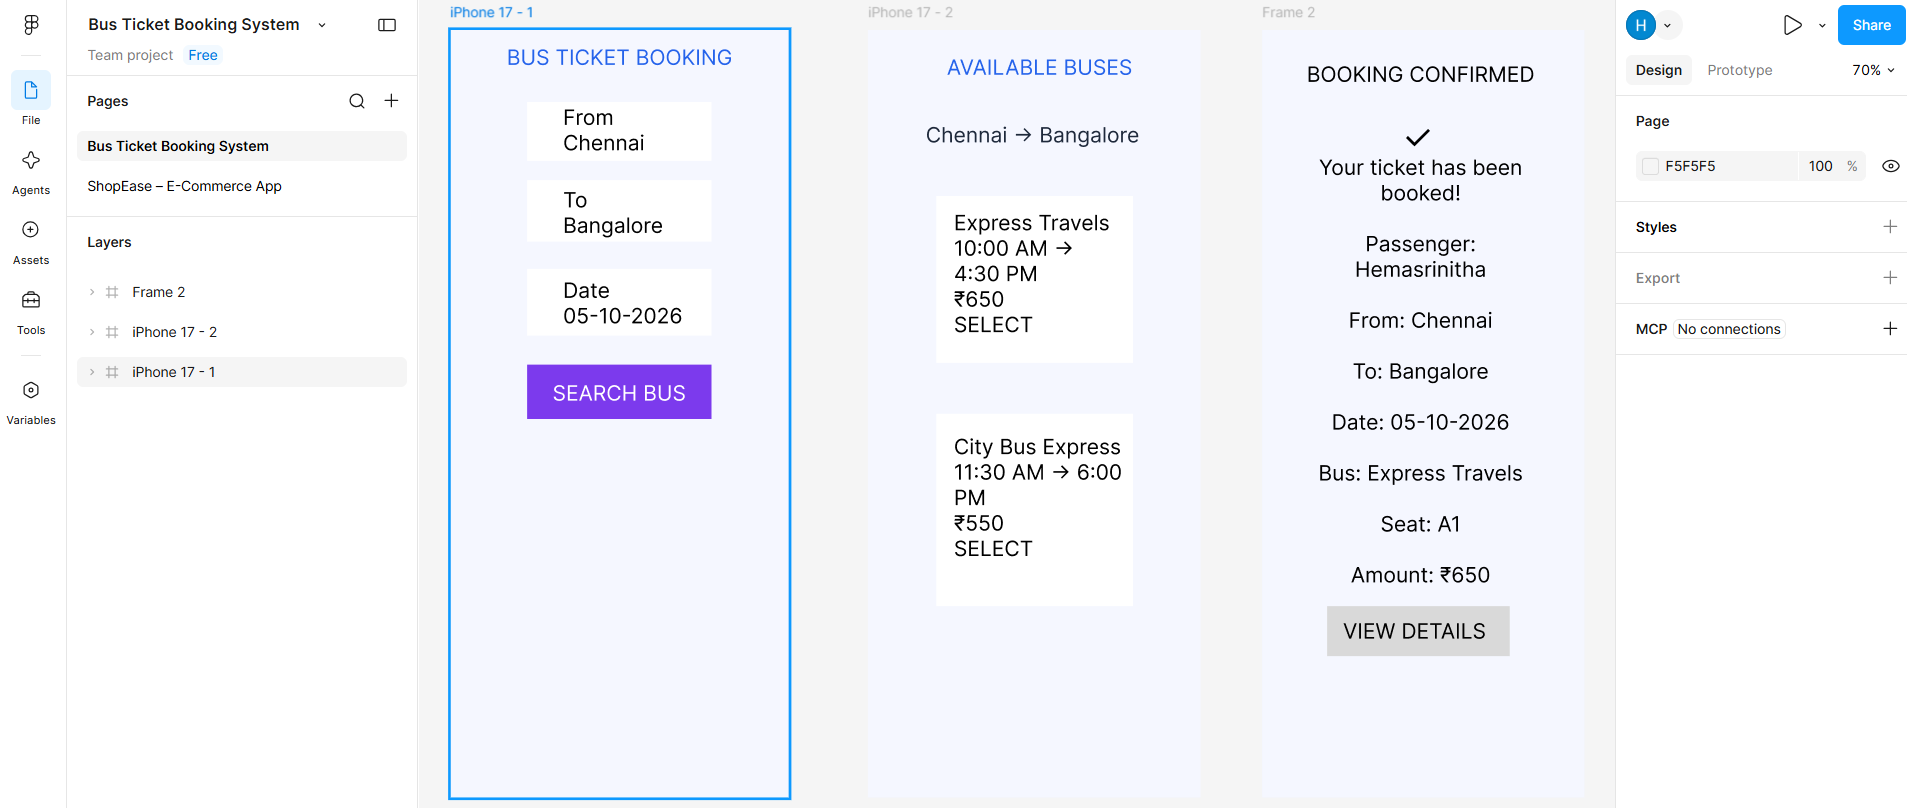 Bus Ticket Booking System
Team project Free
File
Agents
Assets
Tools
Variables
Pages
Bus Ticket Booking System
ShopEase – E-Commerce App
Layers
Frame 2
iPhone 17 - 2
iPhone 17 - 1
iPhone 17 - 1
BUS TICKET BOOKING
From
Chennai
To
Bangalore
Date
05-10-2026
SEARCH BUS
iPhone 17 - 2
AVAILABLE BUSES
Chennai → Bangalore
Express Travels
10:00 AM →
4:30 PM
₹650
SELECT
City Bus Express
11:30 AM → 6:00
PM
₹550
SELECT
Frame 2
BOOKING CONFIRMED
✓
Your ticket has been
booked!
Passenger:
Hemasrinitha
From: Chennai
To: Bangalore
Date: 05-10-2026
Bus: Express Travels
Seat: A1
Amount: ₹650
VIEW DETAILS
H
Share
Design Prototype 70%
Page
F5F5F5 100 %
Styles
Export
MCP No connections